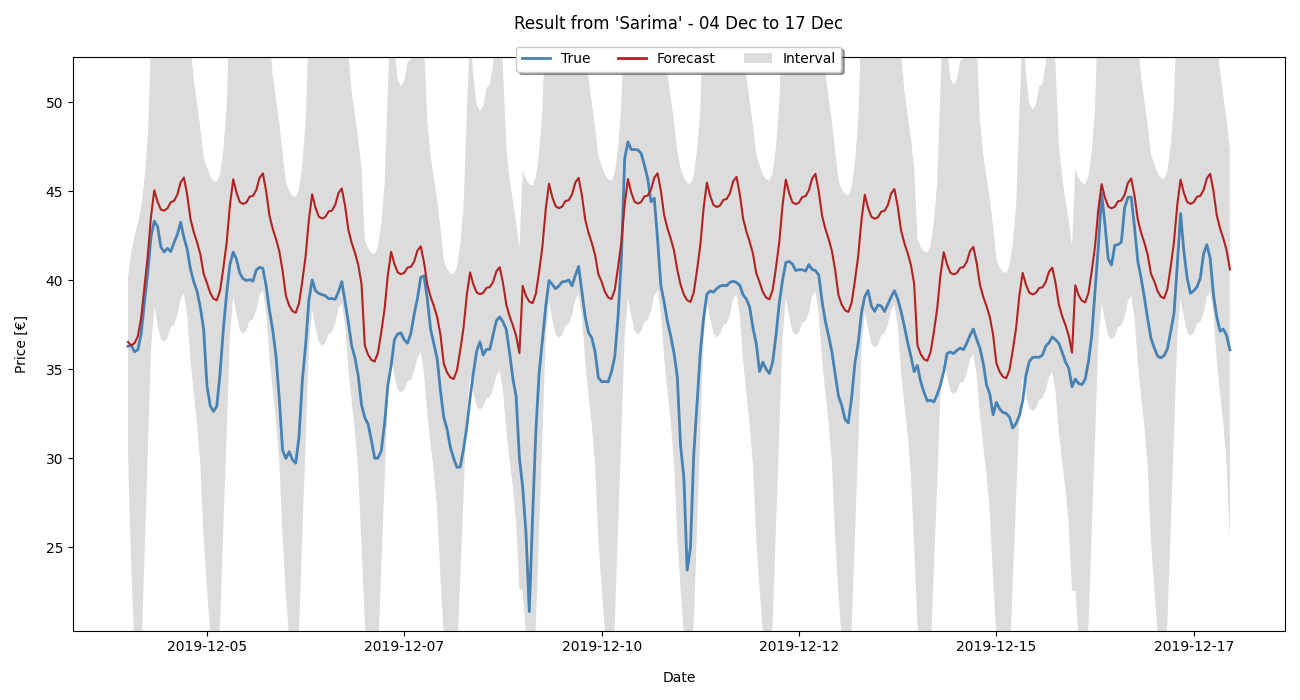 Result from 'Sarima' - 04 Dec to 17 Dec
True Forecast Interval
50
45
40
35
30
25
Price [€]
2019-12-05 2019-12-07 2019-12-10 2019-12-12 2019-12-15 2019-12-17
Date